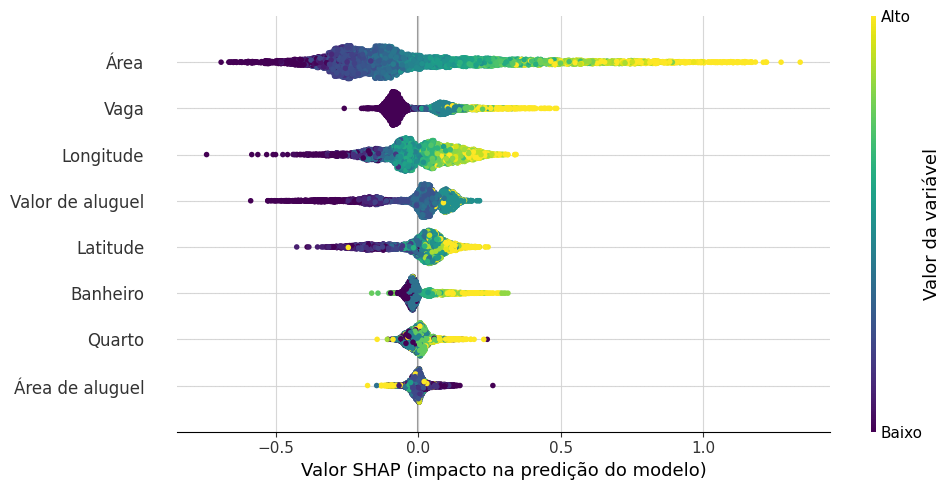 Alto
Área
Vaga
Longitude
Valor de aluguel
Latitude
Banheiro
Quarto
Área de aluguel
Baixo
Valor da variável
−0.5
0.0
0.5
1.0
Valor SHAP (impacto na predição do modelo)